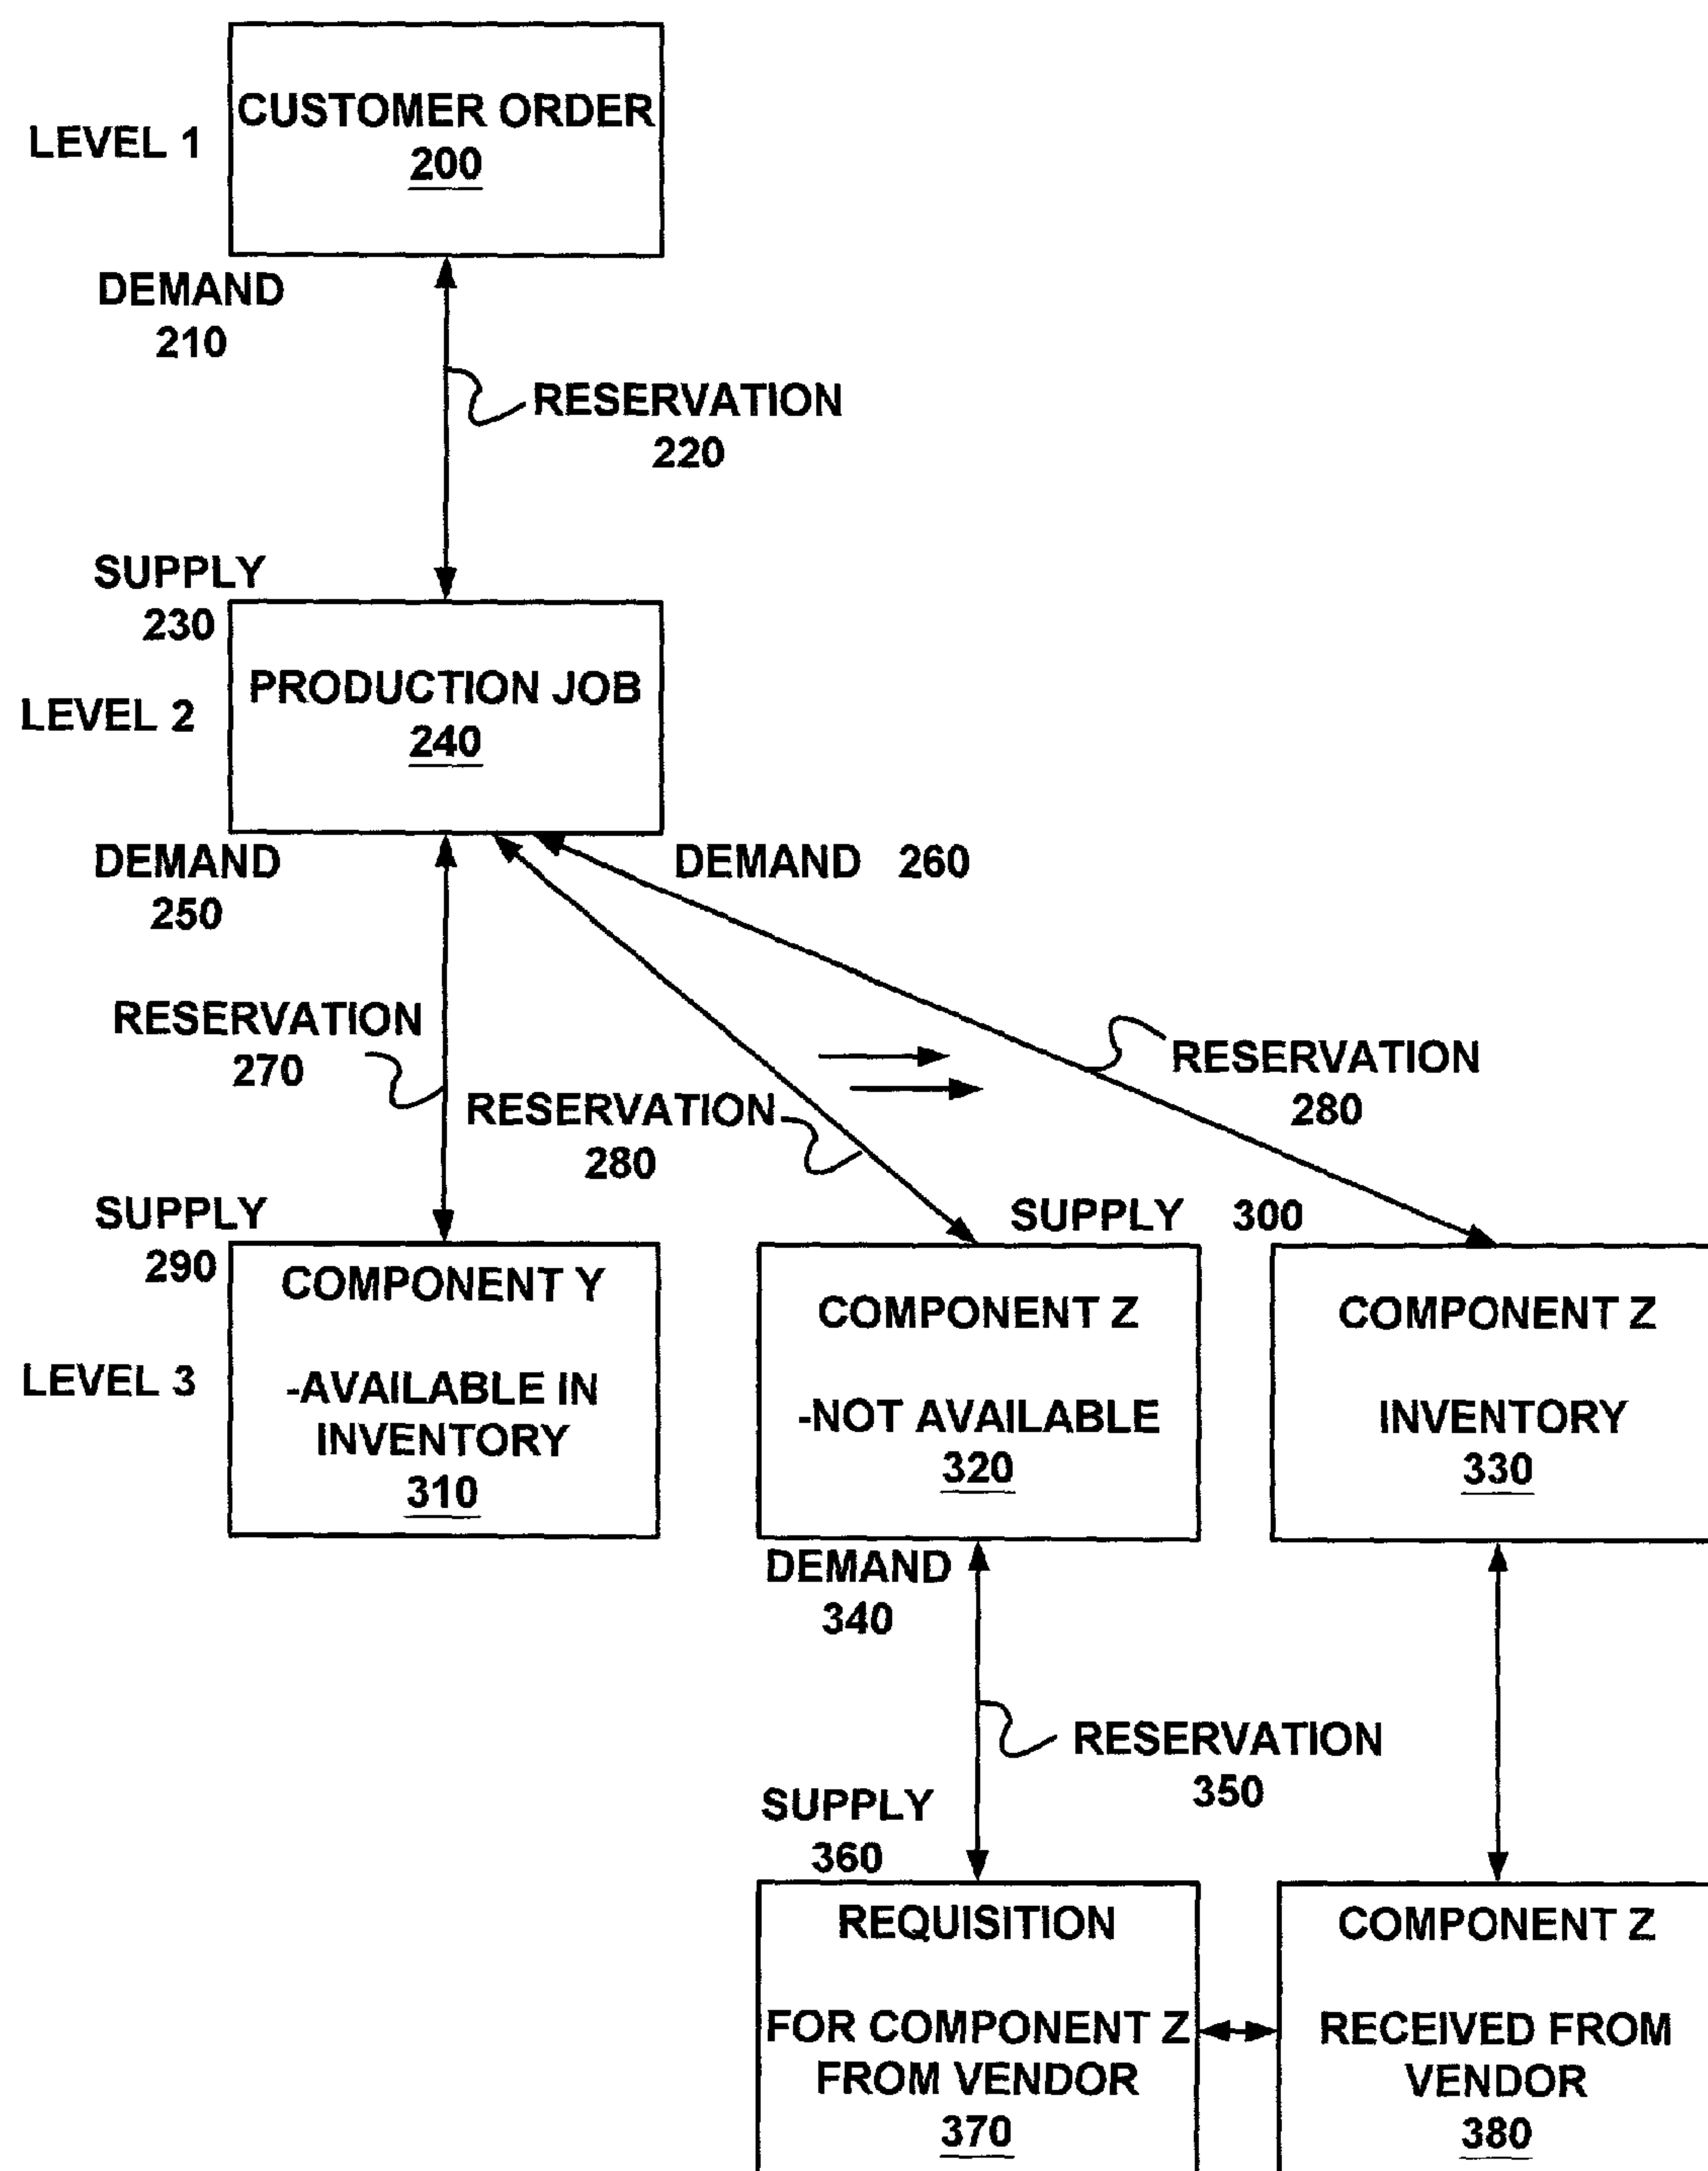 CUSTOMER ORDER
200
LEVEL 1
DEMAND
210
RESERVATION
220
SUPPLY
230
PRODUCTION JOB
240
LEVEL 2
DEMAND
250
DEMAND 260
RESERVATION
270
RESERVATION
280
RESERVATION
280
SUPPLY
290
SUPPLY 300
LEVEL 3
COMPONENT Y
-AVAILABLE IN
INVENTORY
310
COMPONENT Z
-NOT AVAILABLE
320
COMPONENT Z
INVENTORY
330
DEMAND
340
RESERVATION
350
SUPPLY
360
REQUISITION
FOR COMPONENT Z
FROM VENDOR
370
COMPONENT Z
RECEIVED FROM
VENDOR
380